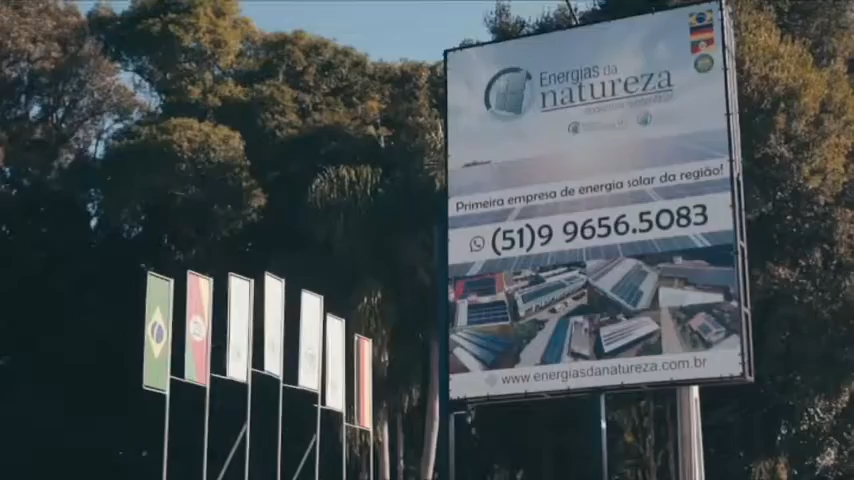 Energias da
natureza
Primeira empresa de energia solar da região!
(51)9 9656.5083
www.energiasdanatureza.com.br